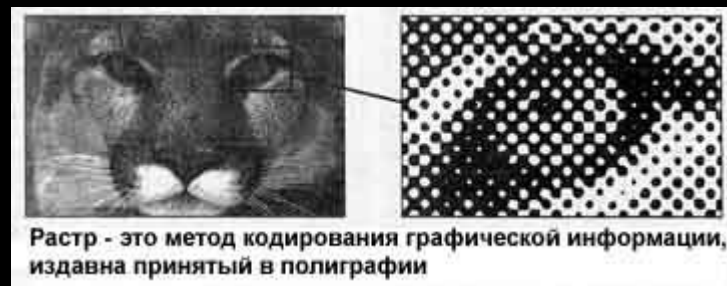 Растр - это метод кодирования графической информации,
издавна принятый в полиграфии